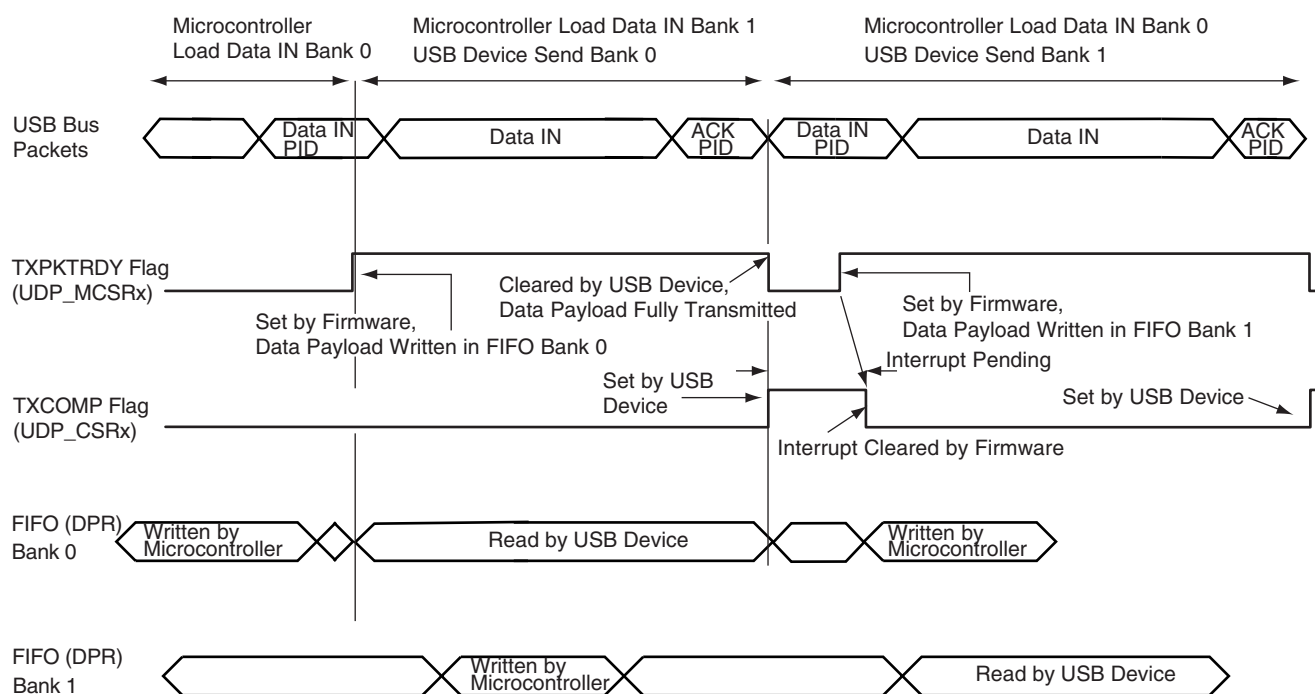 Microcontroller
Load Data IN Bank 0
Microcontroller Load Data IN Bank 1
USB Device Send Bank 0
Microcontroller Load Data IN Bank 0
USB Device Send Bank 1
USB Bus
Packets
Data IN
PID
Data IN
ACK
PID
Data IN
PID
Data IN
ACK
PID
TXPKTRDY Flag
(UDP_MCSRx)
Set by Firmware,
Data Payload Written in FIFO Bank 0
Cleared by USB Device,
Data Payload Fully Transmitted
Set by Firmware,
Data Payload Written in FIFO Bank 1
Interrupt Pending
Set by USB
Device
TXCOMP Flag
(UDP_CSRx)
Set by USB Device
Interrupt Cleared by Firmware
FIFO (DPR)
Bank 0
Written by
Microcontroller
Read by USB Device
Written by
Microcontroller
FIFO (DPR)
Bank 1
Written by
Microcontroller
Read by USB Device